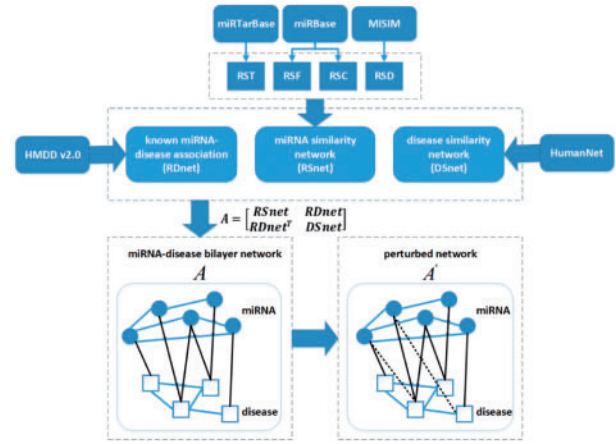 miRTarBase miRBase MISIM
RST RSF RSC RSD
HMDD v2.0
known miRNA-
disease association
(RDnet)
miRNA similarity
network
(RSnet)
disease similarity
network
(DSnet)
HumanNet
A = [RSnet RDnet
RDnetᵀ DSnet]
miRNA-disease bilayer network
A
miRNA
disease
perturbed network
A'
miRNA
disease